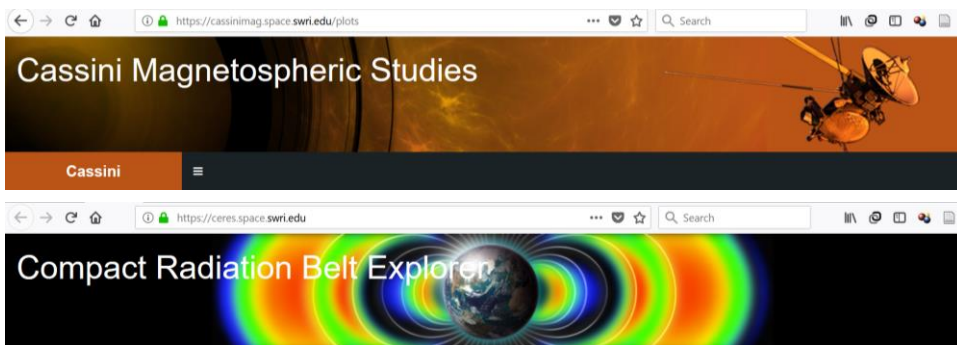 https://cassinimag.space.swri.edu/plots
Search
Cassini Magnetospheric Studies
Cassini
https://ceres.space.swri.edu
Search
Compact Radiation Belt Explorer